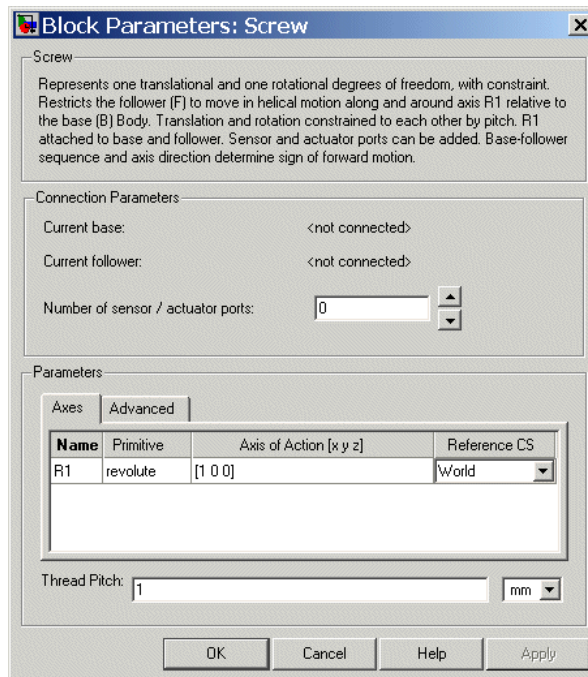 Block Parameters: Screw
Screw
Represents one translational and one rotational degrees of freedom, with constraint.
Restricts the follower (F) to move in helical motion along and around axis R1 relative to
the base (B) Body. Translation and rotation constrained to each other by pitch. R1
attached to base and follower. Sensor and actuator ports can be added. Base-follower
sequence and axis direction determine sign of forward motion.
Connection Parameters
Current base: <not connected>
Current follower: <not connected>
Number of sensor / actuator ports: 0
Parameters
Axes Advanced
Name Primitive Axis of Action [x y z] Reference CS
R1 revolute [1 0 0] World
Thread Pitch: 1 mm
OK Cancel Help Apply